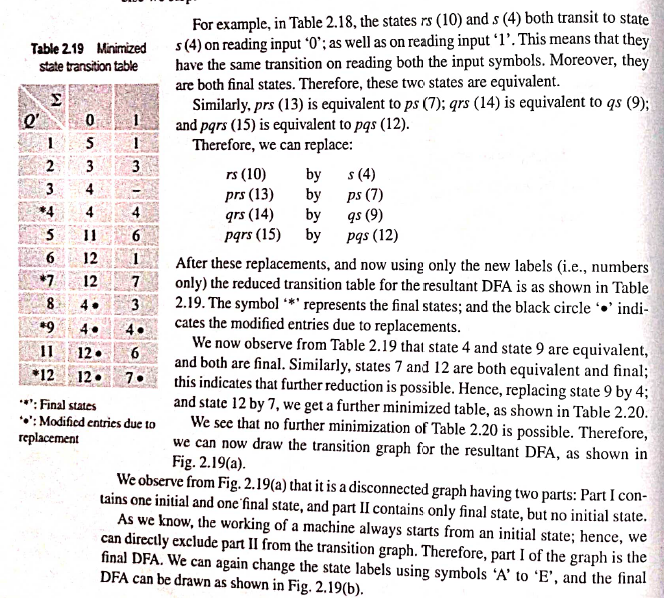 For example, in Table 2.18, the states rs (10) and s (4) both transit to state
s (4) on reading input ‘0’; as well as on reading input ‘1’. This means that they
have the same transition on reading both the input symbols. Moreover, they
are both final states. Therefore, these two states are equivalent.
Similarly, prs (13) is equivalent to ps (7); qrs (14) is equivalent to qs (9);
and pqrs (15) is equivalent to pqs (12).
Therefore, we can replace:
rs (10) by s (4)
prs (13) by ps (7)
qrs (14) by qs (9)
pqrs (15) by pqs (12)
Table 2.19 Minimized
state transition table
Σ
Q' 0 1
1 5 1
2 3 3
3 4 –
*4 4 4
5 11 6
6 12 1
*7 12 7
8 4• 3
*9 4• 4•
11 12• 6
*12 12• 7•
‘*’: Final states
‘•’: Modified entries due to
replacement
After these replacements, and now using only the new labels (i.e., numbers
only) the reduced transition table for the resultant DFA is as shown in Table
2.19. The symbol ‘*’ represents the final states; and the black circle ‘•’ indi-
cates the modified entries due to replacements.
We now observe from Table 2.19 that state 4 and state 9 are equivalent,
and both are final. Similarly, states 7 and 12 are both equivalent and final;
this indicates that further reduction is possible. Hence, replacing state 9 by 4;
and state 12 by 7, we get a further minimized table, as shown in Table 2.20.
We see that no further minimization of Table 2.20 is possible. Therefore,
we can now draw the transition graph for the resultant DFA, as shown in
Fig. 2.19(a).
We observe from Fig. 2.19(a) that it is a disconnected graph having two parts: Part I con-
tains one initial and one final state, and part II contains only final state, but no initial state.
As we know, the working of a machine always starts from an initial state; hence, we
can directly exclude part II from the transition graph. Therefore, part I of the graph is the
final DFA. We can again change the state labels using symbols ‘A’ to ‘E’, and the final
DFA can be drawn as shown in Fig. 2.19(b).